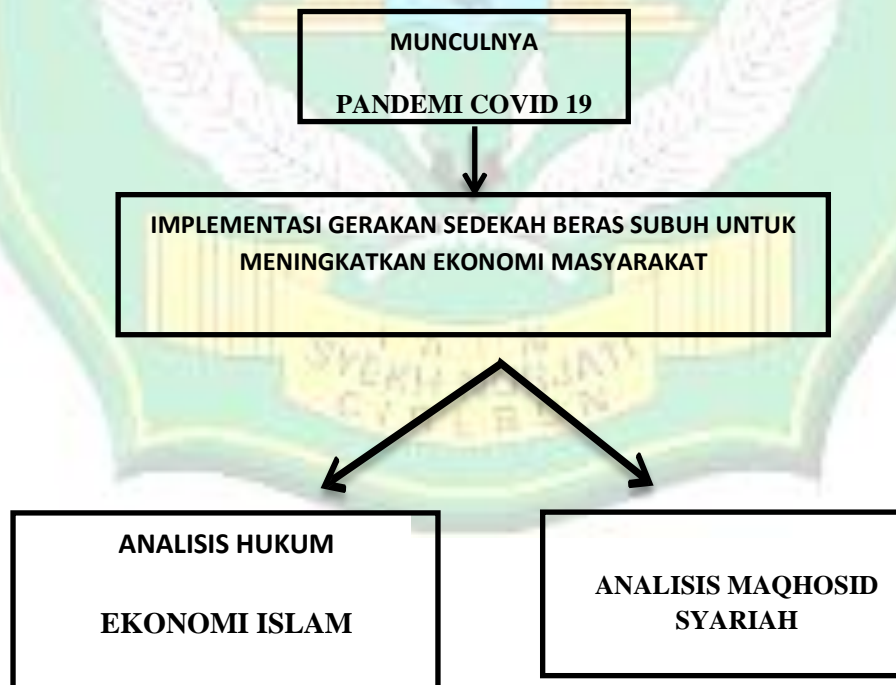 MUNCULNYA
PANDEMI COVID 19
IMPLEMENTASI GERAKAN SEDEKAH BERAS SUBUH UNTUK
MENINGKATKAN EKONOMI MASYARAKAT
SYEKH
ANALISIS HUKUM
EKONOMI ISLAM
ANALISIS MAQHOSID
SYARIAH